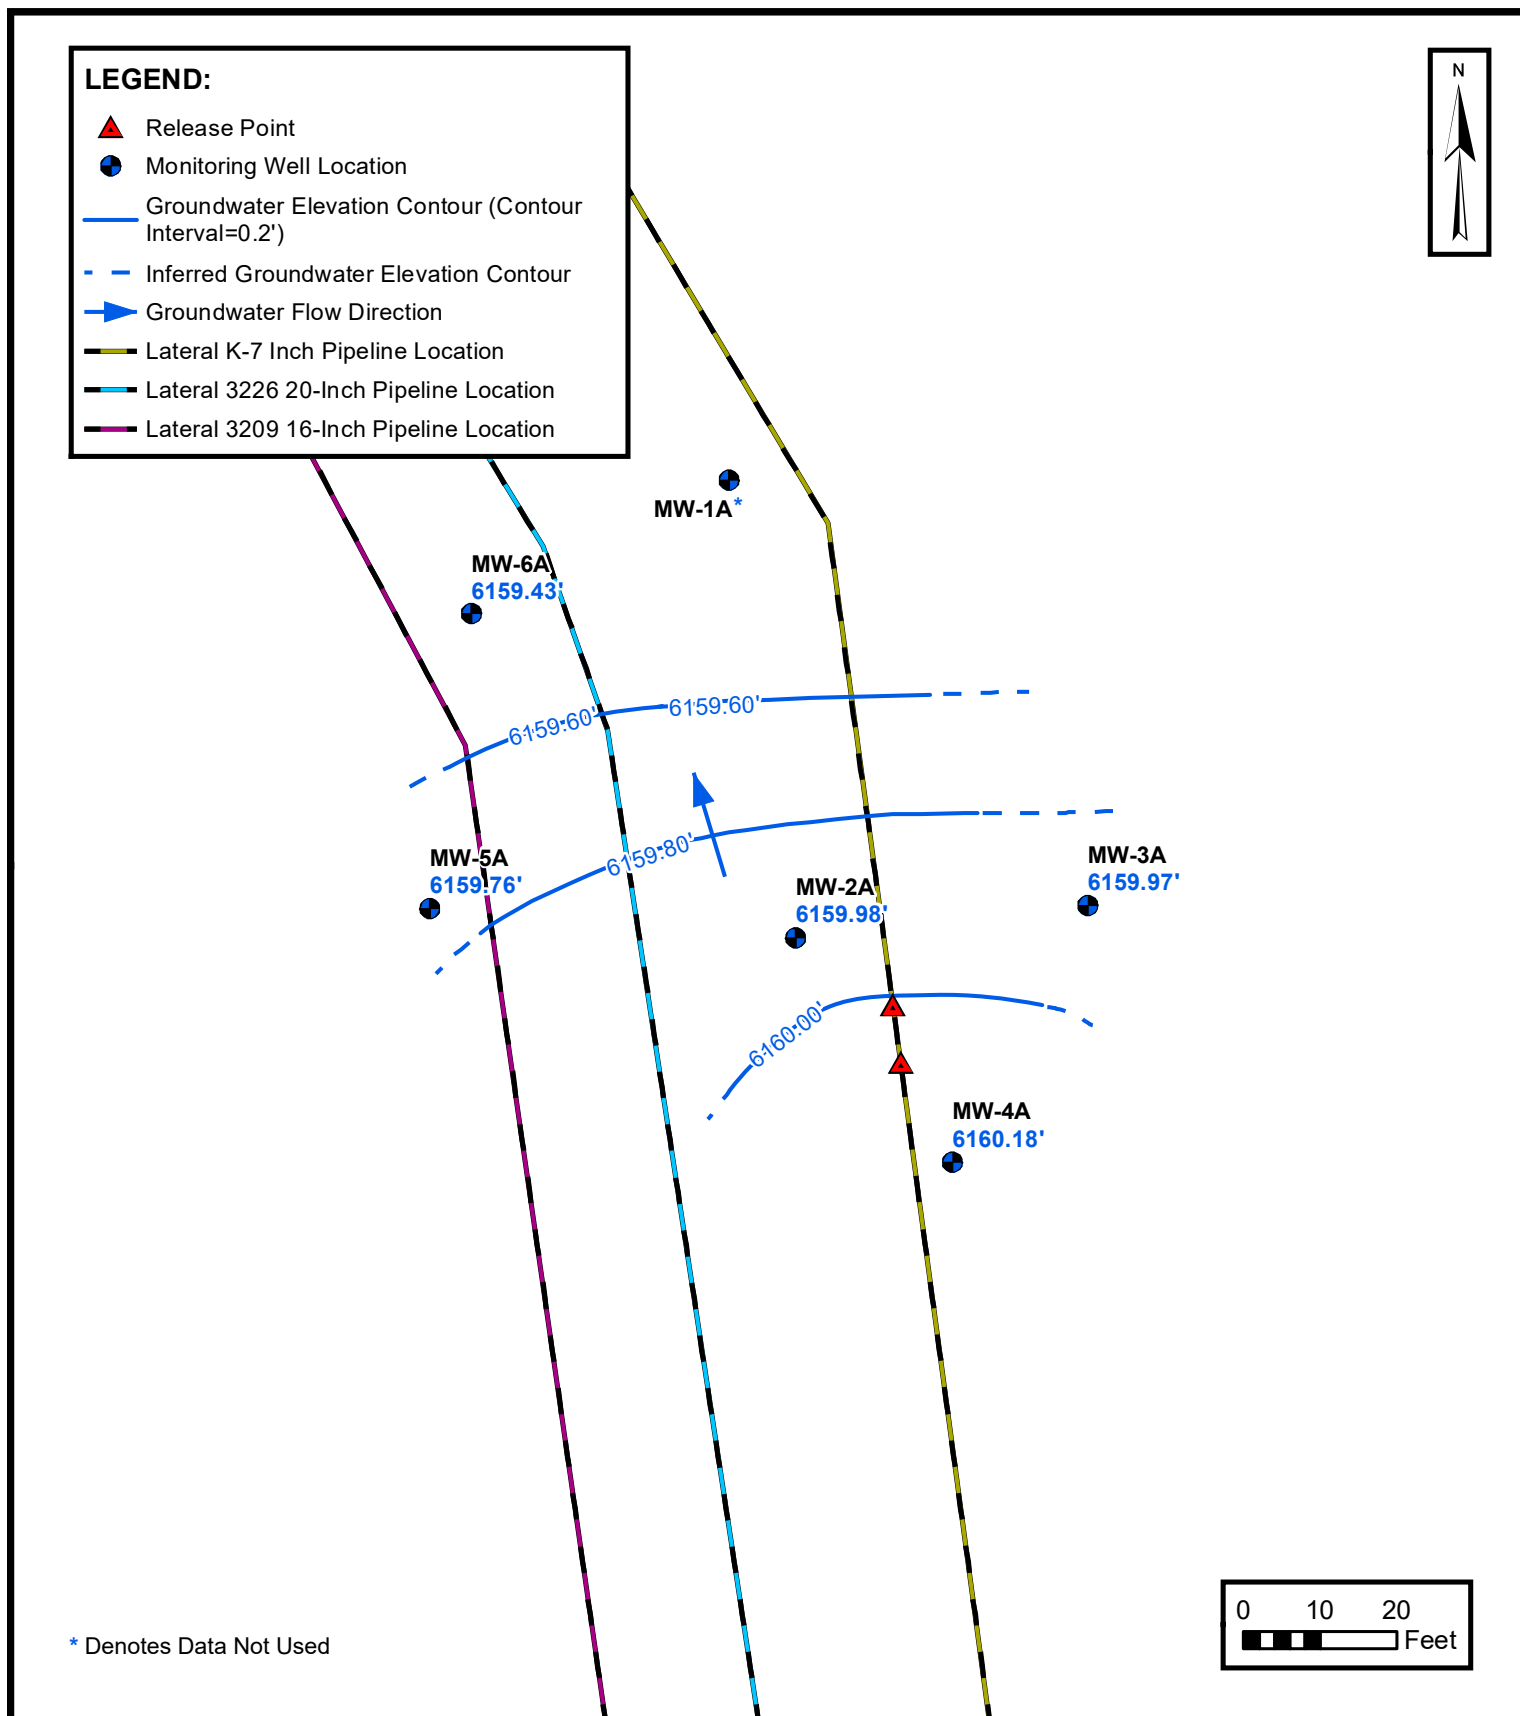 LEGEND:
Release Point
Monitoring Well Location
Groundwater Elevation Contour (Contour
Interval=0.2')
Inferred Groundwater Elevation Contour
Groundwater Flow Direction
Lateral K-7 Inch Pipeline Location
Lateral 3226 20-Inch Pipeline Location
Lateral 3209 16-Inch Pipeline Location
N
MW-1A*
MW-6A
6159.43'
6159.60'
6159.60'
6159.80'
MW-5A
6159.76'
MW-2A
6159.98'
MW-3A
6159.97'
6160.00'
MW-4A
6160.18'
0 10 20
Feet
* Denotes Data Not Used